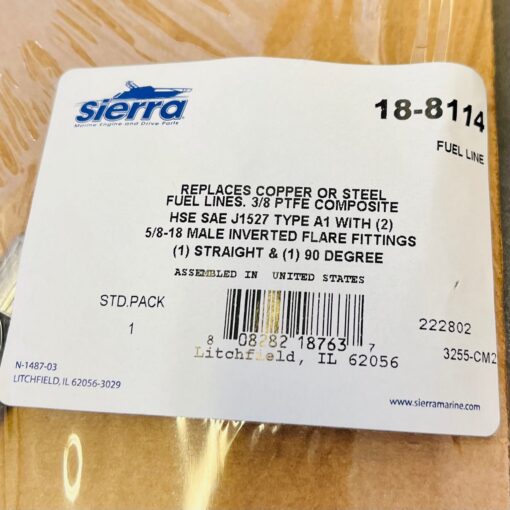 sierra
Marine Engine and Drive Parts
18-8114
FUEL LINE
REPLACES COPPER OR STEEL
FUEL LINES. 3/8 PTFE COMPOSITE
HSE SAE J1527 TYPE A1 WITH (2)
5/8-18 MALE INVERTED FLARE FITTINGS
(1) STRAIGHT & (1) 90 DEGREE
ASSEMBLED IN UNITED STATES
STD.PACK
1
8 08282 18763 7
Litchfield, IL 62056
222802
3255-CM2
N-1487-03
LITCHFIELD, IL 62056-3029
www.sierramarine.com